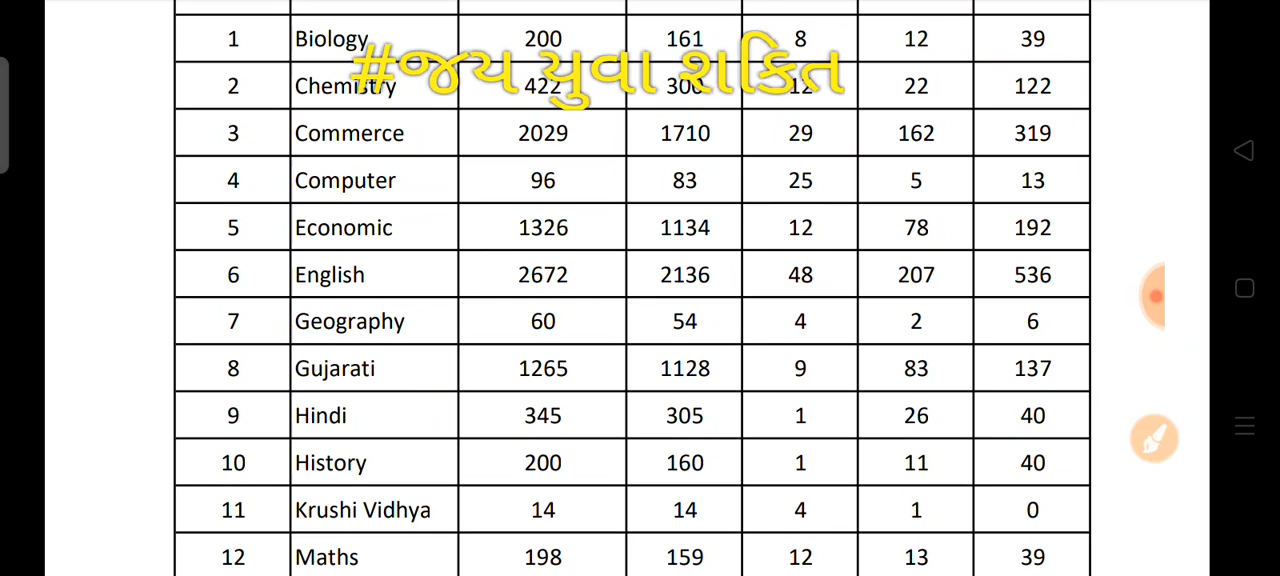 1 Biology 200 161 8 12 39
#જય યુવા શક્તિ
2 Chemistry 422 300 12 22 122
3 Commerce 2029 1710 29 162 319
4 Computer 96 83 25 5 13
5 Economic 1326 1134 12 78 192
6 English 2672 2136 48 207 536
7 Geography 60 54 4 2 6
8 Gujarati 1265 1128 9 83 137
9 Hindi 345 305 1 26 40
10 History 200 160 1 11 40
11 Krushi Vidhya 14 14 4 1 0
12 Maths 198 159 12 13 39